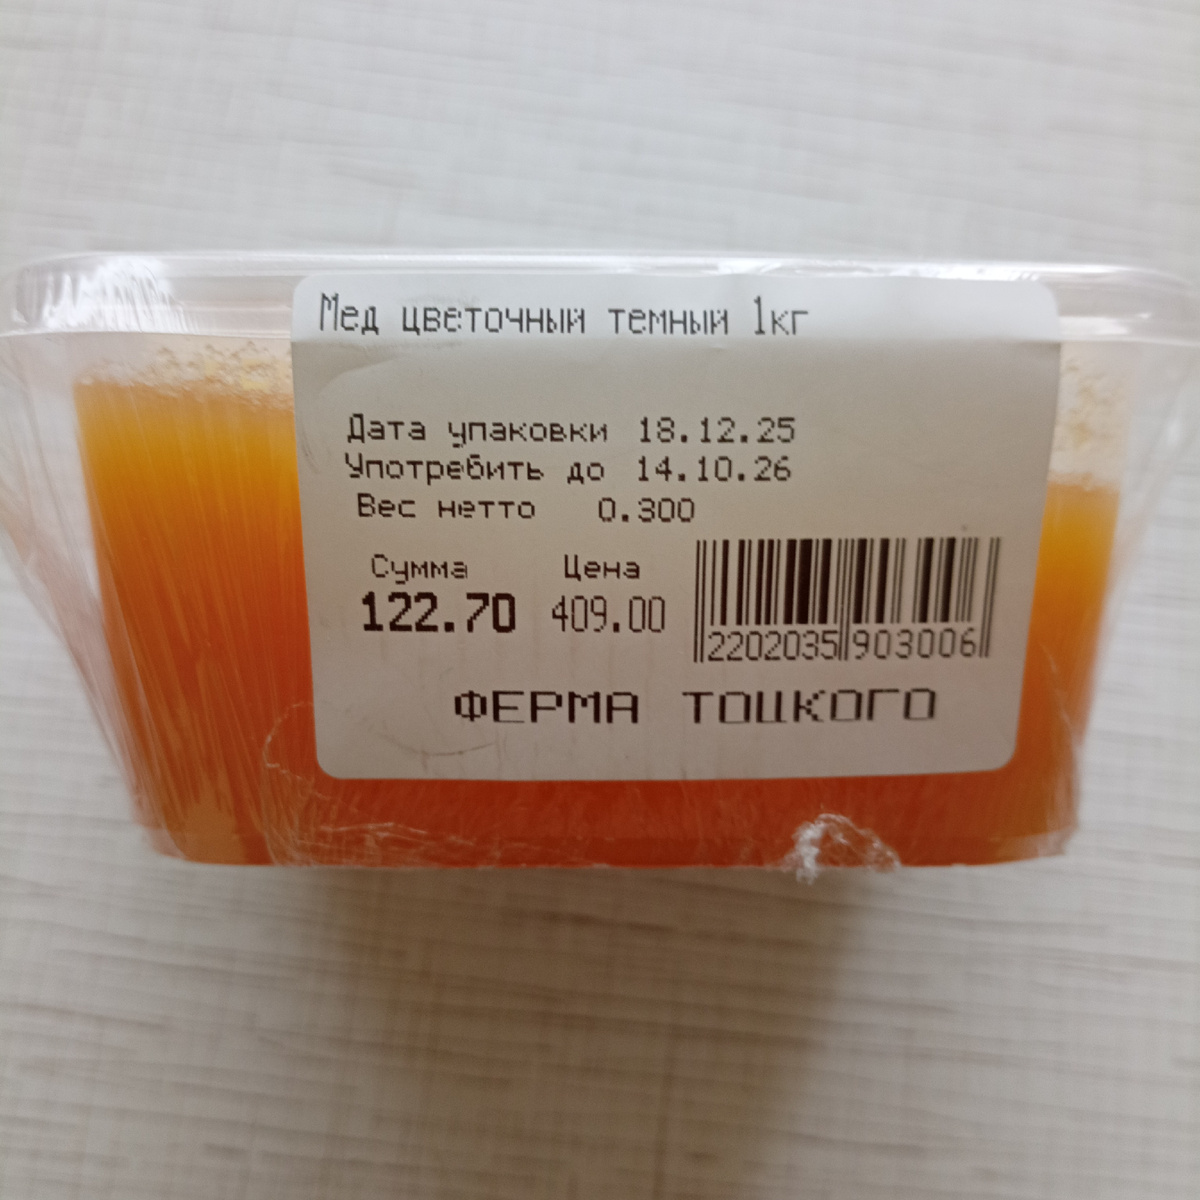 Мед цветочный темный 1кг
Дата упаковки 18.12.25
Употребить до 14.10.26
Вес нетто 0.300
Сумма Цена
122.70 409.00
2202035 903006
ФЕРМА ТОЦКОГО